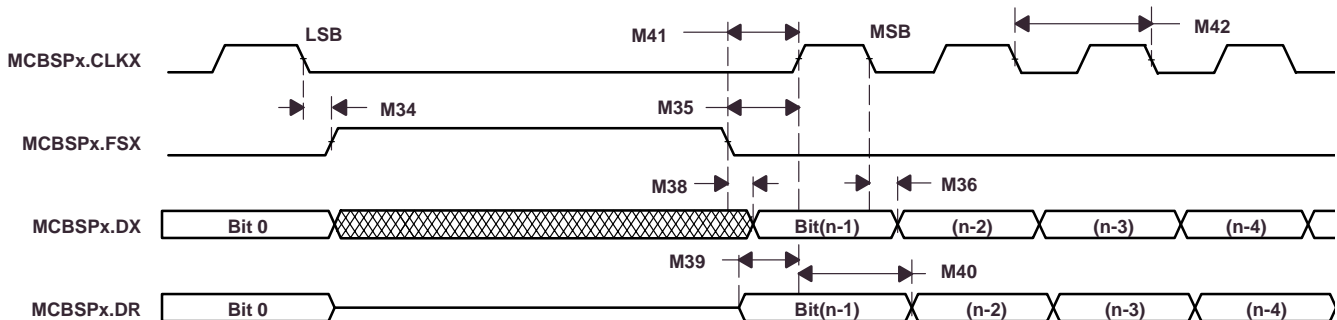 LSB
M41
MSB
M42
MCBSPx.CLKX
M34
M35
MCBSPx.FSX
M38
M36
MCBSPx.DX
Bit 0
Bit(n-1)
(n-2)
(n-3)
(n-4)
M39
M40
MCBSPx.DR
Bit 0
Bit(n-1)
(n-2)
(n-3)
(n-4)